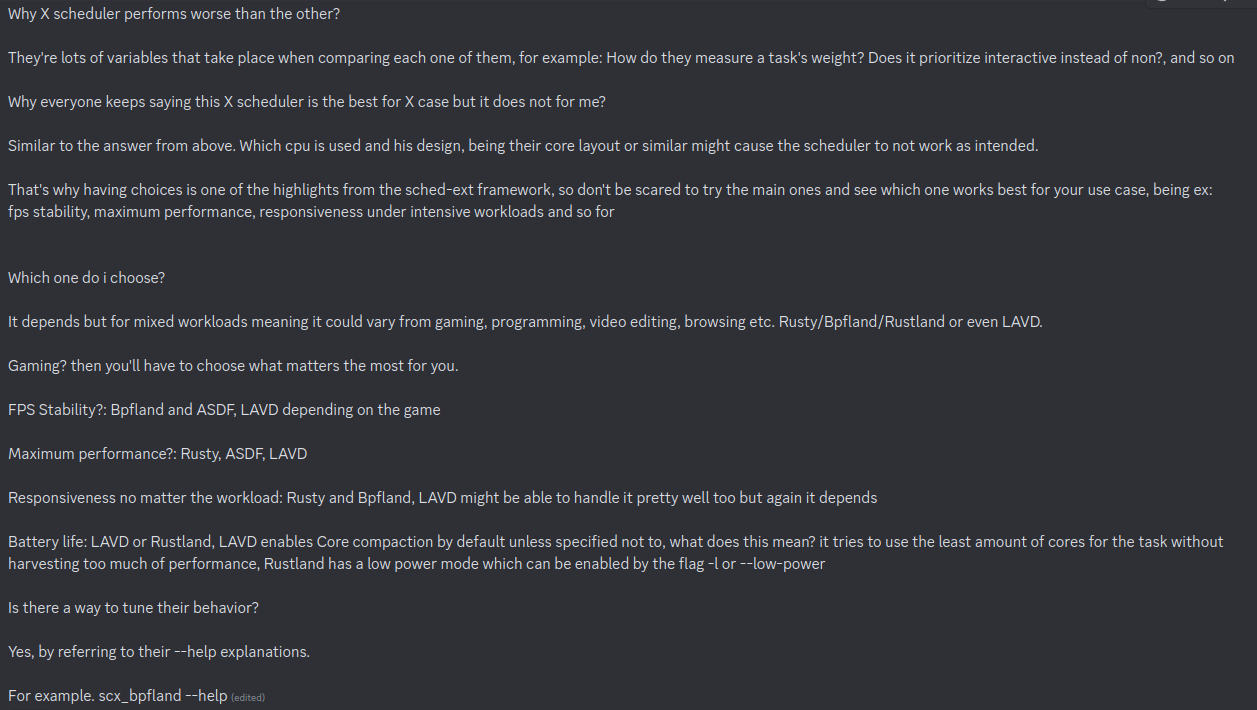 Why X scheduler performs worse than the other?
They're lots of variables that take place when comparing each one of them, for example: How do they measure a task's weight? Does it prioritize interactive instead of non?, and so on
Why everyone keeps saying this X scheduler is the best for X case but it does not for me?
Similar to the answer from above. Which cpu is used and his design, being their core layout or similar might cause the scheduler to not work as intended.
That's why having choices is one of the highlights from the sched-ext framework, so don't be scared to try the main ones and see which one works best for your use case, being ex:
fps stability, maximum performance, responsiveness under intensive workloads and so for
Which one do i choose?
It depends but for mixed workloads meaning it could vary from gaming, programming, video editing, browsing etc. Rusty/Bpfland/Rustland or even LAVD.
Gaming? then you'll have to choose what matters the most for you.
FPS Stability?: Bpfland and ASDF, LAVD depending on the game
Maximum performance?: Rusty, ASDF, LAVD
Responsiveness no matter the workload: Rusty and Bpfland, LAVD might be able to handle it pretty well too but again it depends
Battery life: LAVD or Rustland, LAVD enables Core compaction by default unless specified not to, what does this mean? it tries to use the least amount of cores for the task without
harvesting too much of performance, Rustland has a low power mode which can be enabled by the flag -l or --low-power
Is there a way to tune their behavior?
Yes, by referring to their --help explanations.
For example. scx_bpfland --help (edited)